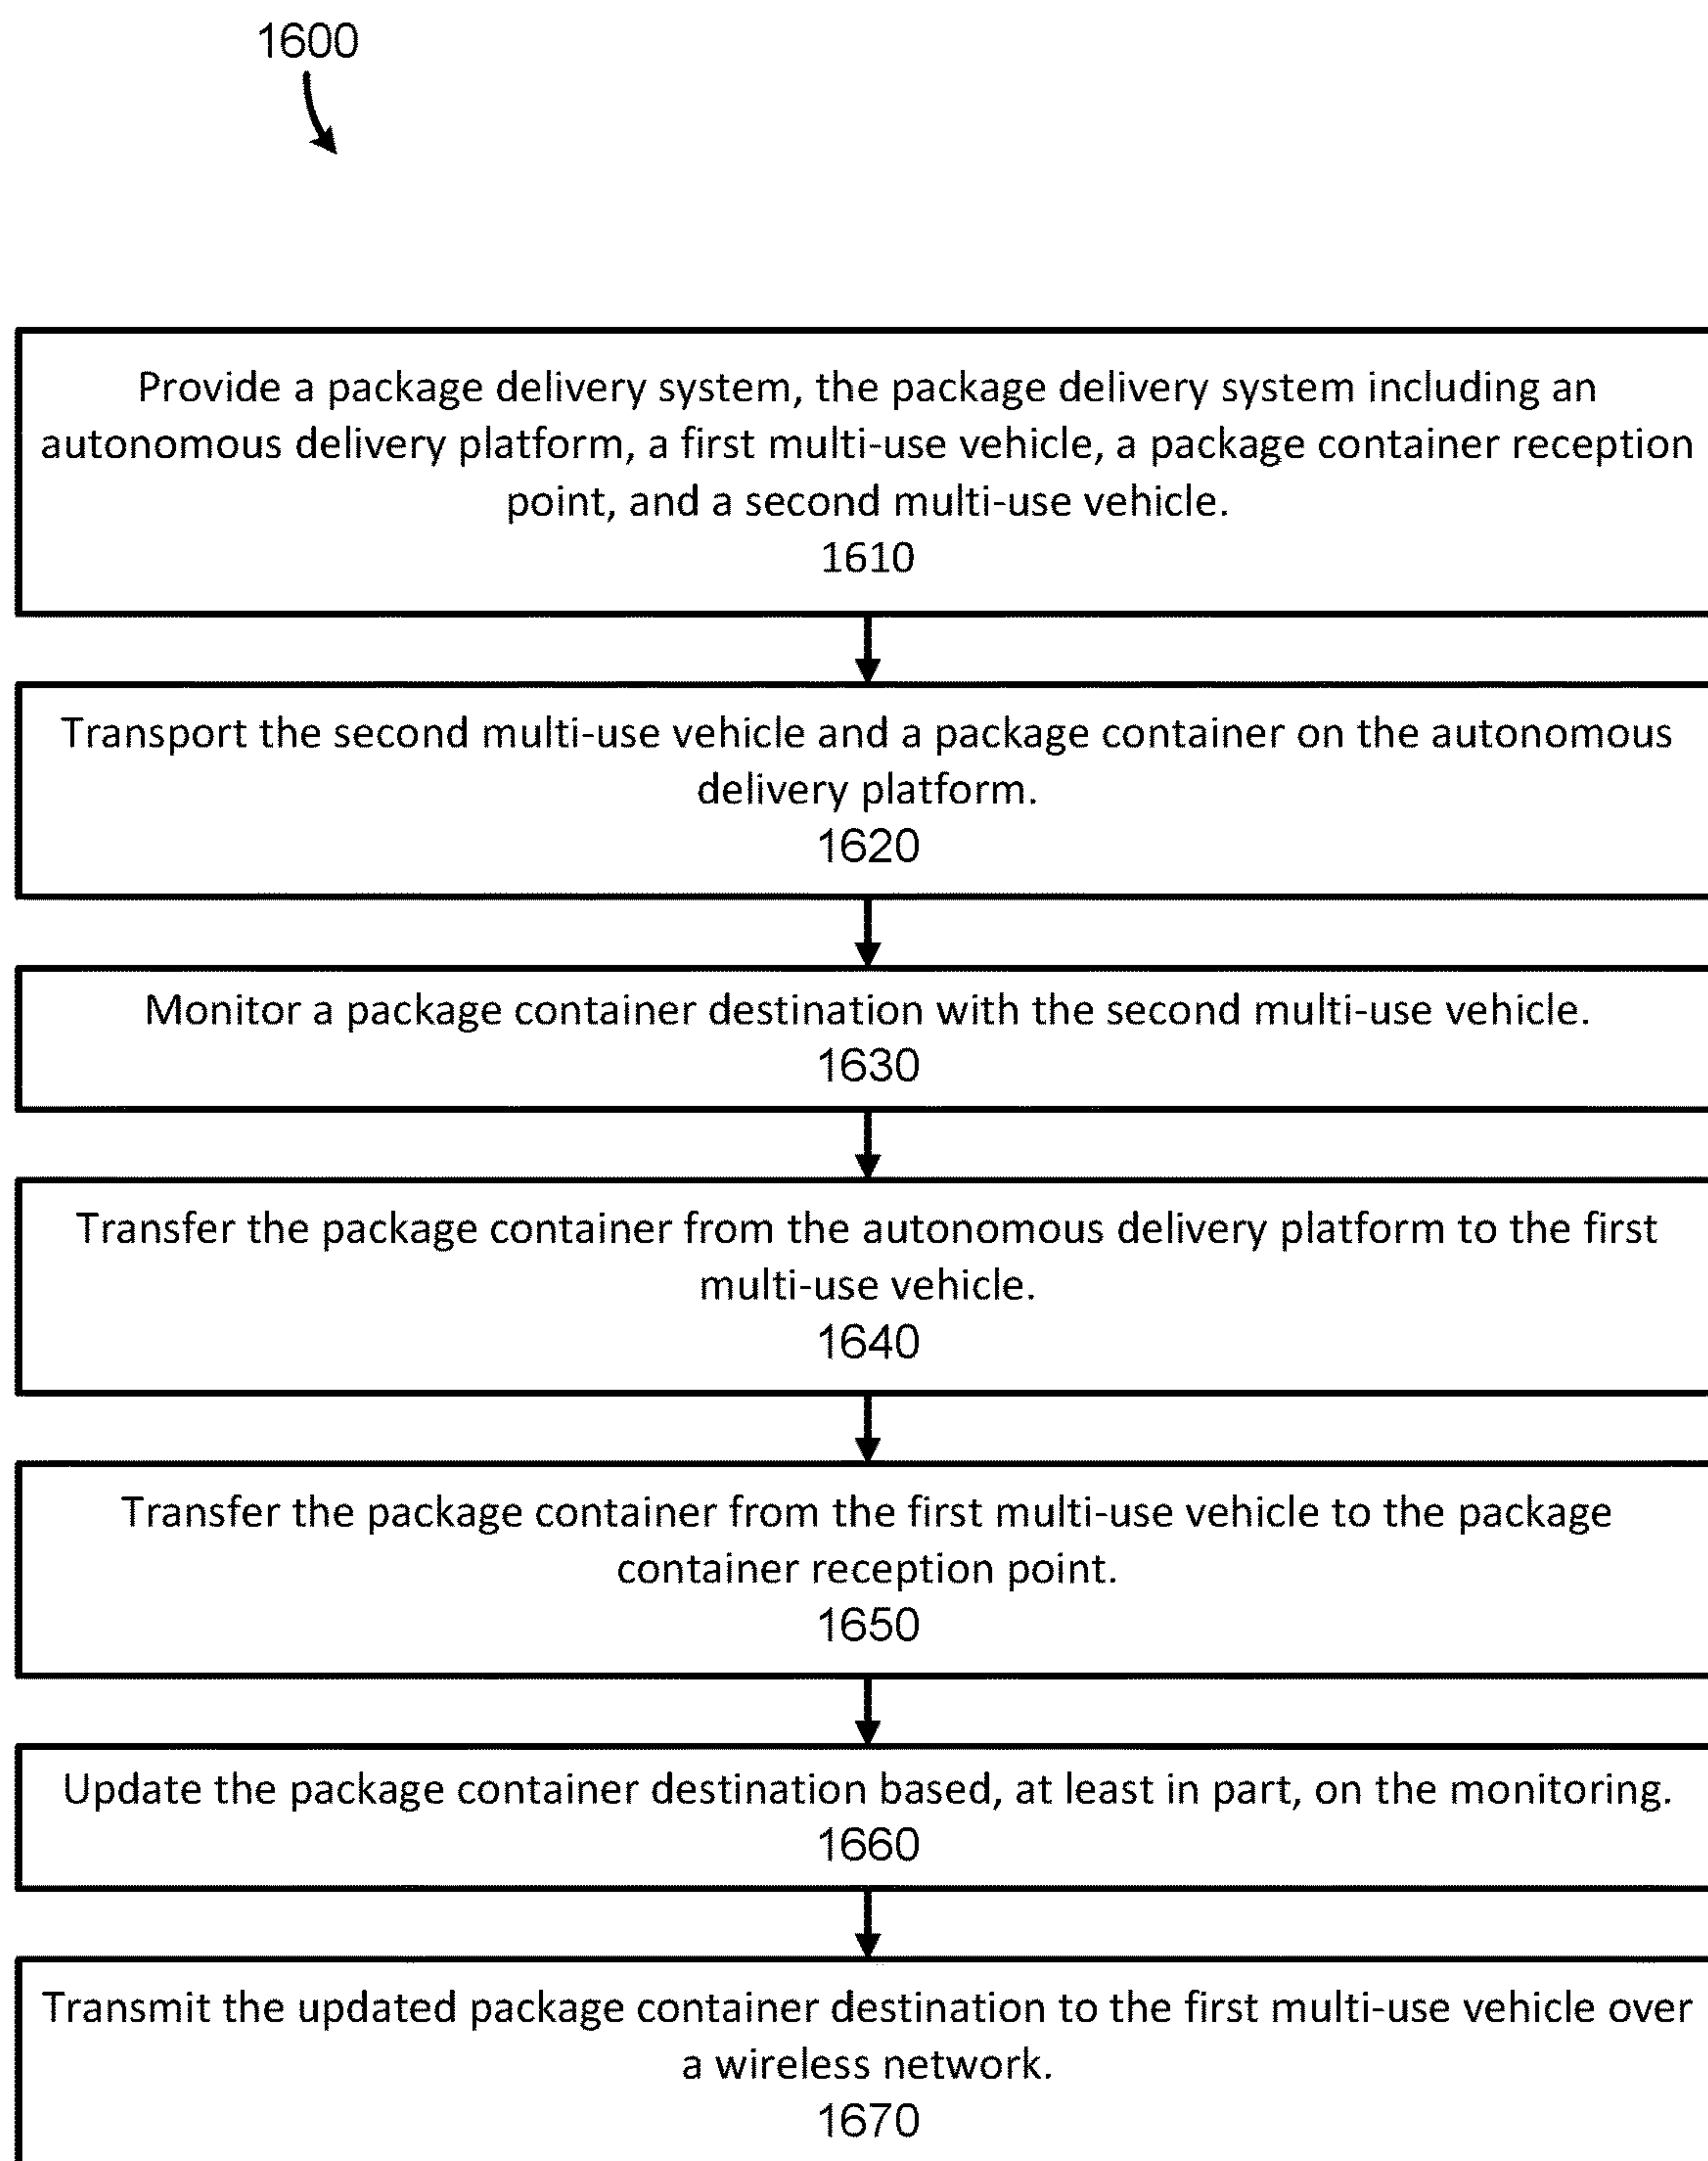 1600
Provide a package delivery system, the package delivery system including an
autonomous delivery platform, a first multi-use vehicle, a package container reception
point, and a second multi-use vehicle.
1610
Transport the second multi-use vehicle and a package container on the autonomous
delivery platform.
1620
Monitor a package container destination with the second multi-use vehicle.
1630
Transfer the package container from the autonomous delivery platform to the first
multi-use vehicle.
1640
Transfer the package container from the first multi-use vehicle to the package
container reception point.
1650
Update the package container destination based, at least in part, on the monitoring.
1660
Transmit the updated package container destination to the first multi-use vehicle over
a wireless network.
1670